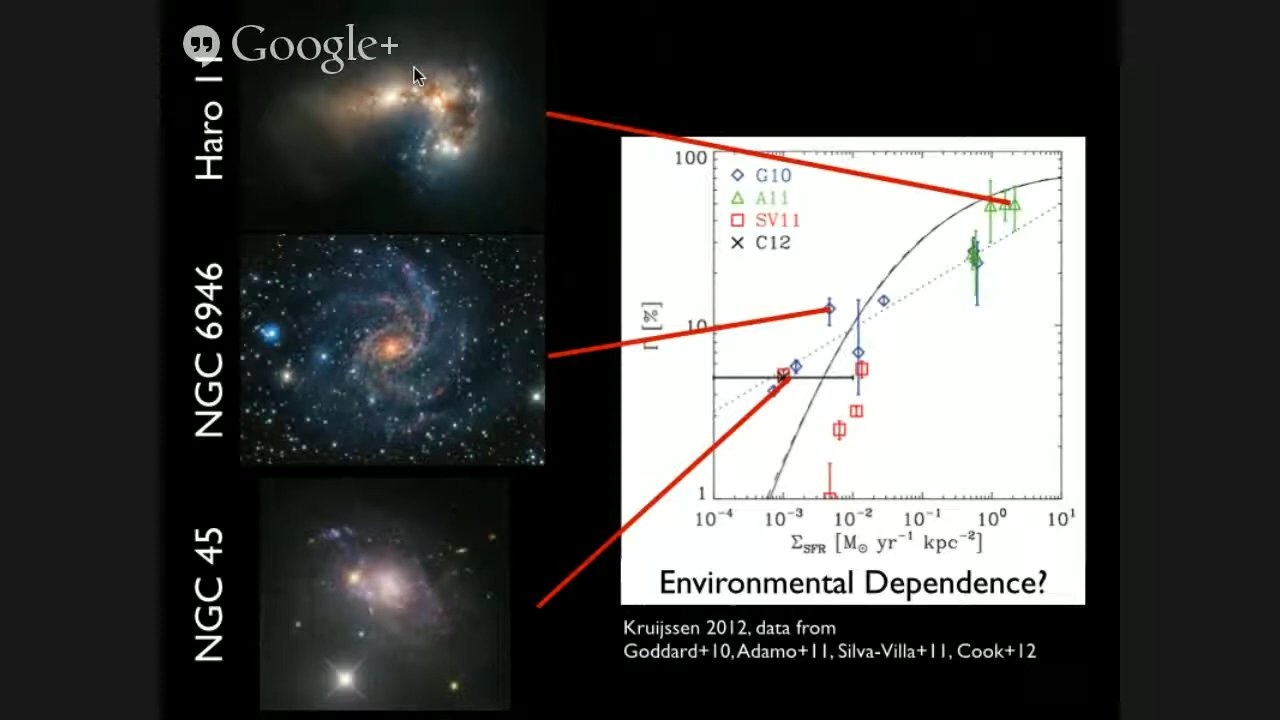 Google+
Haro 11
NGC 6946
NGC 45
100
10
1
Γ [%]
G10
A11
SV11
C12
10⁻⁴ 10⁻³ 10⁻² 10⁻¹ 10⁰ 10¹
Σ_SFR [M⊙ yr⁻¹ kpc⁻²]
Environmental Dependence?
Kruijssen 2012, data from
Goddard+10, Adamo+11, Silva-Villa+11, Cook+12